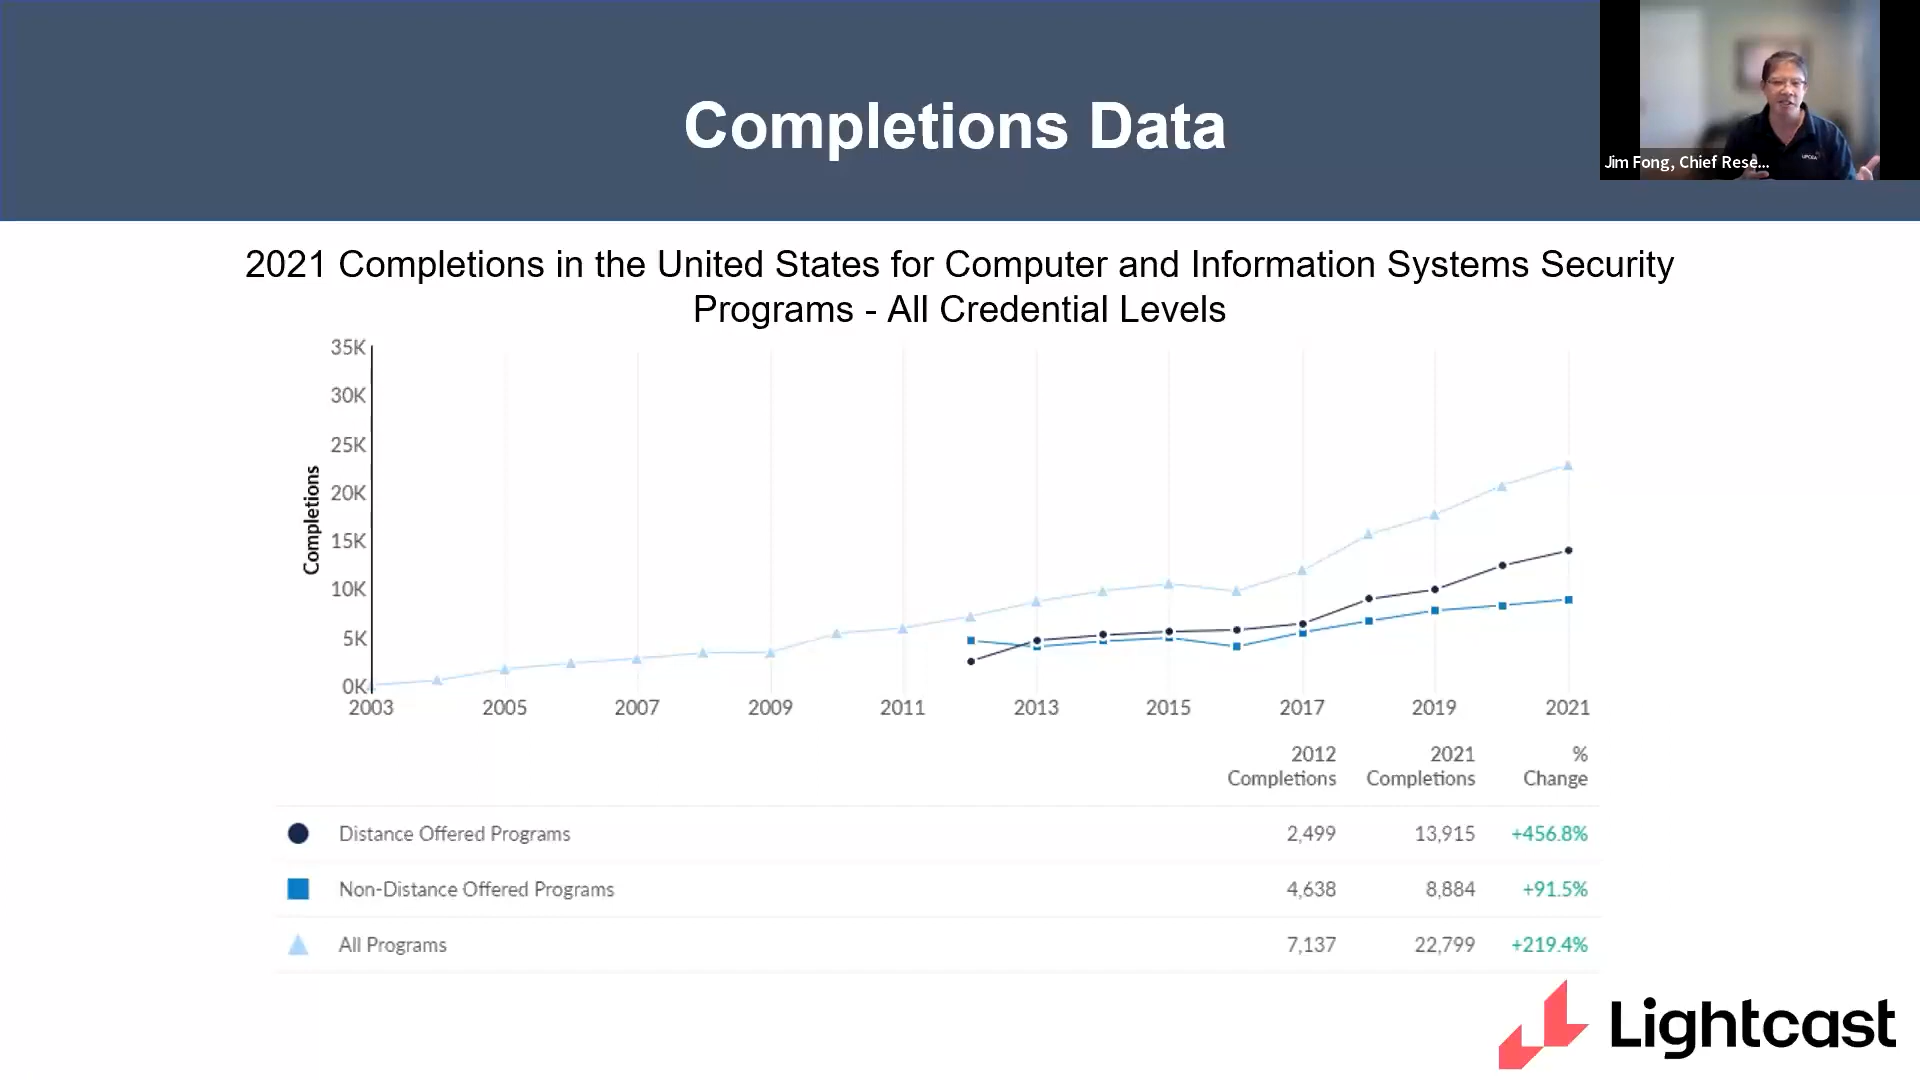 Completions Data
Jim Fong, Chief Rese...
2021 Completions in the United States for Computer and Information Systems Security
Programs - All Credential Levels
Completions
35K
30K
25K
20K
15K
10K
5K
0K
2003 2005 2007 2009 2011 2013 2015 2017 2019 2021
2012 2021 %
Completions Completions Change
Distance Offered Programs 2,499 13,915 +456.8%
Non-Distance Offered Programs 4,638 8,884 +91.5%
All Programs 7,137 22,799 +219.4%
Lightcast